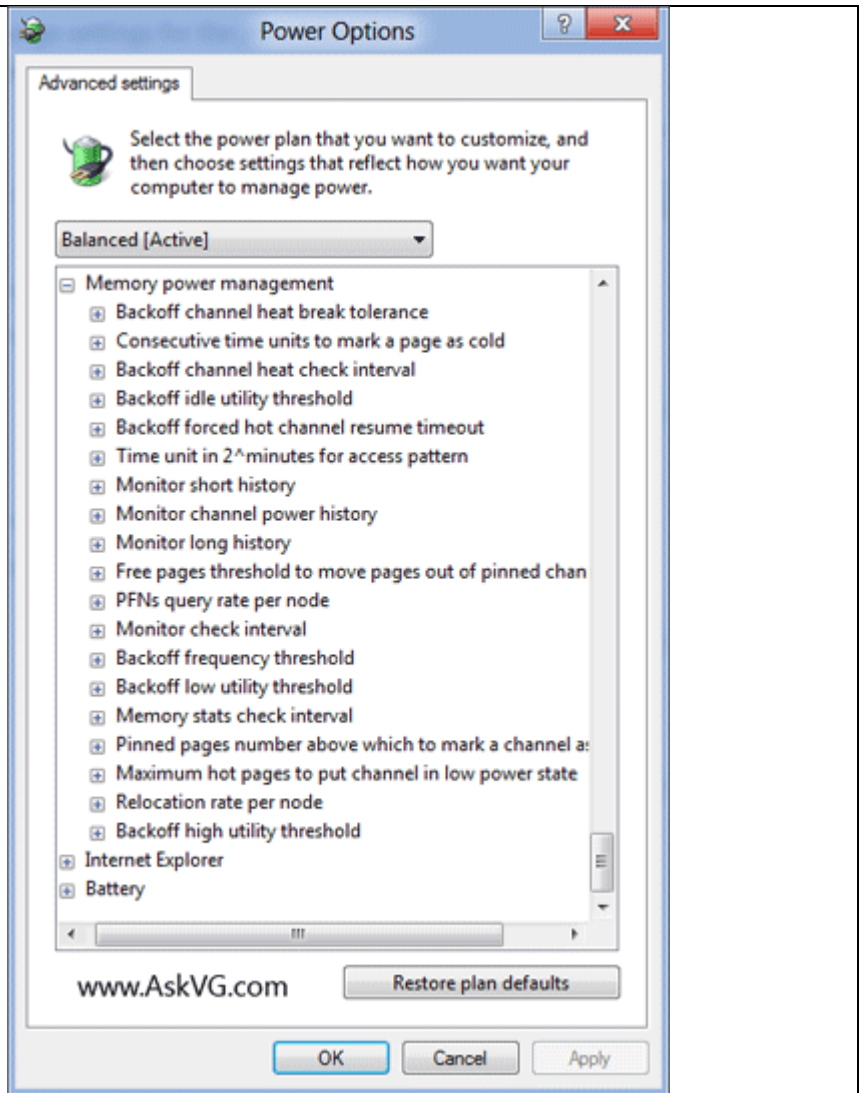 Power Options
?
Advanced settings
Select the power plan that you want to customize, and
then choose settings that reflect how you want your
computer to manage power.
Balanced [Active]
Memory power management
Backoff channel heat break tolerance
Consecutive time units to mark a page as cold
Backoff channel heat check interval
Backoff idle utility threshold
Backoff forced hot channel resume timeout
Time unit in 2^minutes for access pattern
Monitor short history
Monitor channel power history
Monitor long history
Free pages threshold to move pages out of pinned chan
PFNs query rate per node
Monitor check interval
Backoff frequency threshold
Backoff low utility threshold
Memory stats check interval
Pinned pages number above which to mark a channel as
Maximum hot pages to put channel in low power state
Relocation rate per node
Backoff high utility threshold
Internet Explorer
Battery
www.AskVG.com
Restore plan defaults
OK Cancel Apply